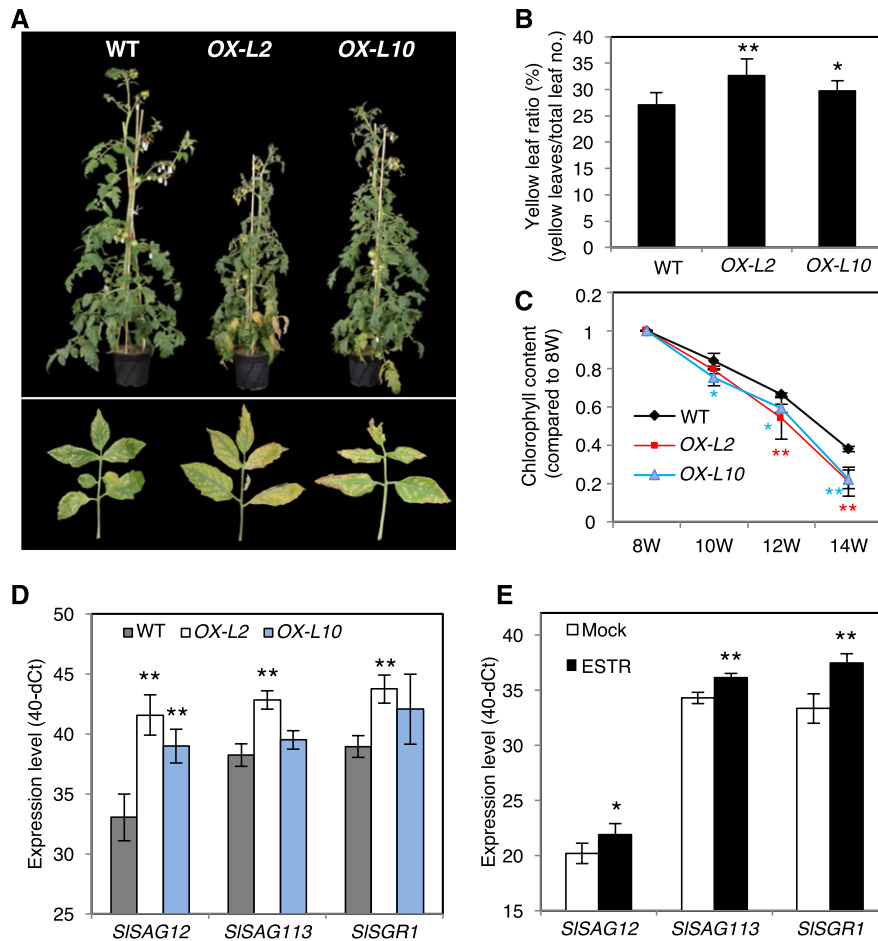 A
WT OX-L2 OX-L10
B
Yellow leaf ratio (%)
(yellow leaves/total leaf no.)
40
35
30
25
20
15
10
5
0
**
*
WT OX-L2 OX-L10
C
Chlorophyll content
(compared to 8W)
0.2
1
0.8
0.6
0.4
0.2
0
WT
OX-L2
OX-L10
*
*
**
**
**
8W 10W 12W 14W
D
Expression level (40-dCt)
50
45
40
35
30
25
WT OX-L2 OX-L10
**
**
**
**
SlSAG12 SlSAG113 SlSGR1
E
Expression level (40-dCt)
40
35
30
25
20
15
Mock
ESTR
*
**
**
SlSAG12 SlSAG113 SlSGR1